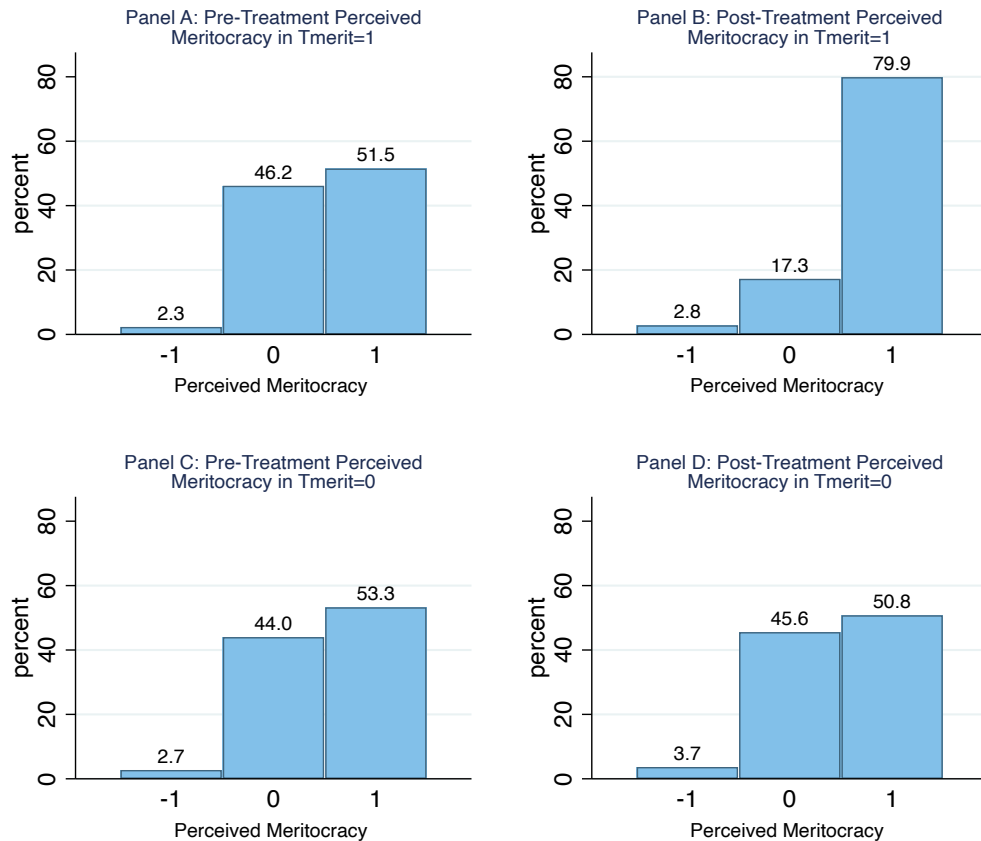 Panel A: Pre-Treatment Perceived
Meritocracy in Tmerit=1
percent
0
20
40
60
80
2.3
46.2
51.5
-1
0
1
Perceived Meritocracy
Panel B: Post-Treatment Perceived
Meritocracy in Tmerit=1
percent
0
20
40
60
80
2.8
17.3
79.9
-1
0
1
Perceived Meritocracy
Panel C: Pre-Treatment Perceived
Meritocracy in Tmerit=0
percent
0
20
40
60
80
2.7
44.0
53.3
-1
0
1
Perceived Meritocracy
Panel D: Post-Treatment Perceived
Meritocracy in Tmerit=0
percent
0
20
40
60
80
3.7
45.6
50.8
-1
0
1
Perceived Meritocracy